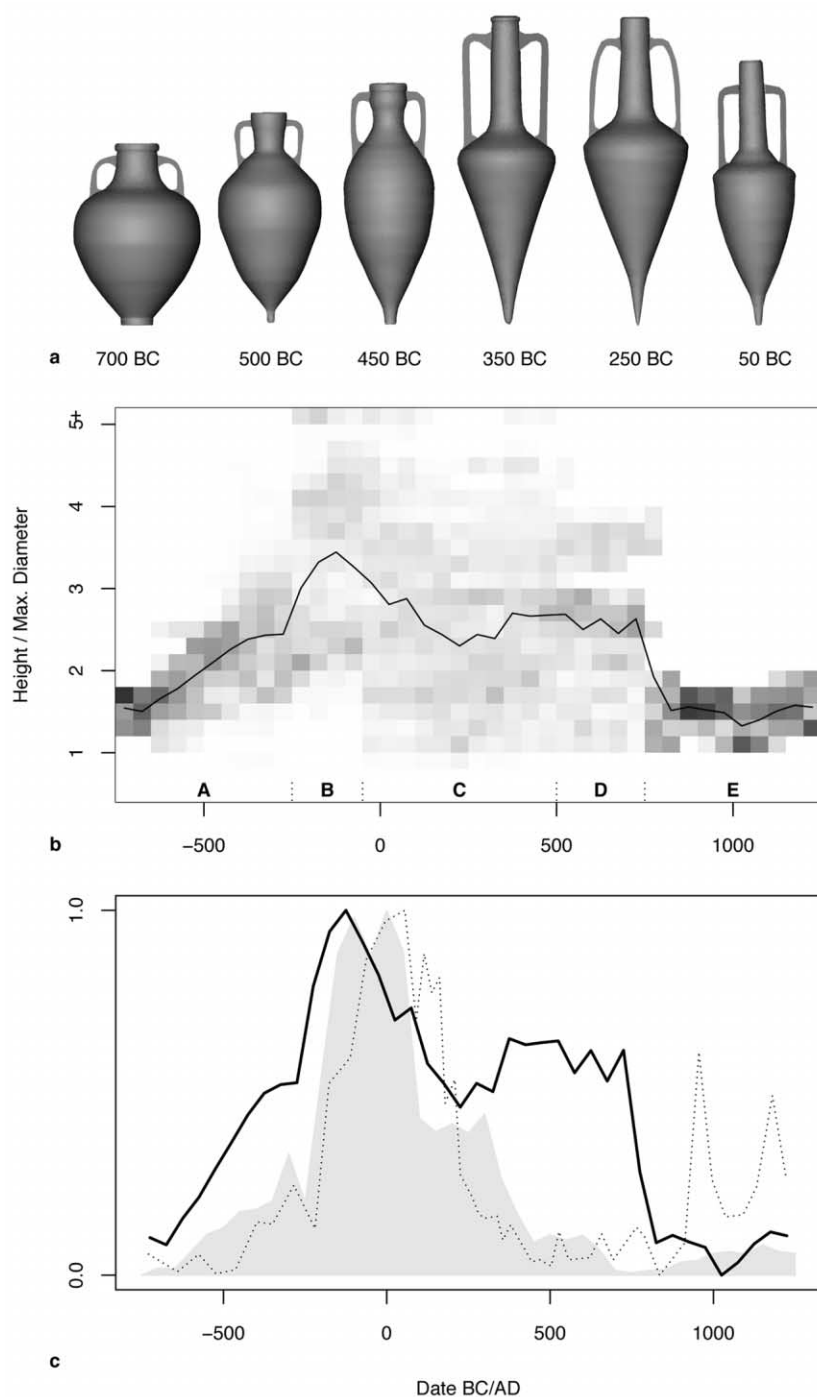 a 700 BC 500 BC 450 BC 350 BC 250 BC 50 BC
5+
4
3
2
1
Height / Max. Diameter
A B C D E
b −500 0 500 1000
1.0
0.0
−500 0 500 1000
c
Date BC/AD